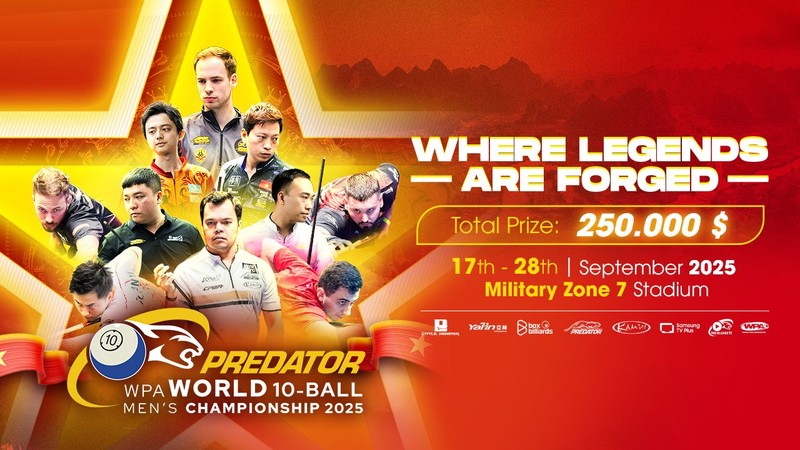 WHERE LEGENDS
ARE FORGED
Total Prize: 250.000 $
17th - 28th | September 2025
Military Zone 7 Stadium
Yalin
box billiards
PREDATOR
KAMUI
Samsung TV Plus
WPA
10
PREDATOR
WPA WORLD 10-BALL
MEN'S CHAMPIONSHIP 2025